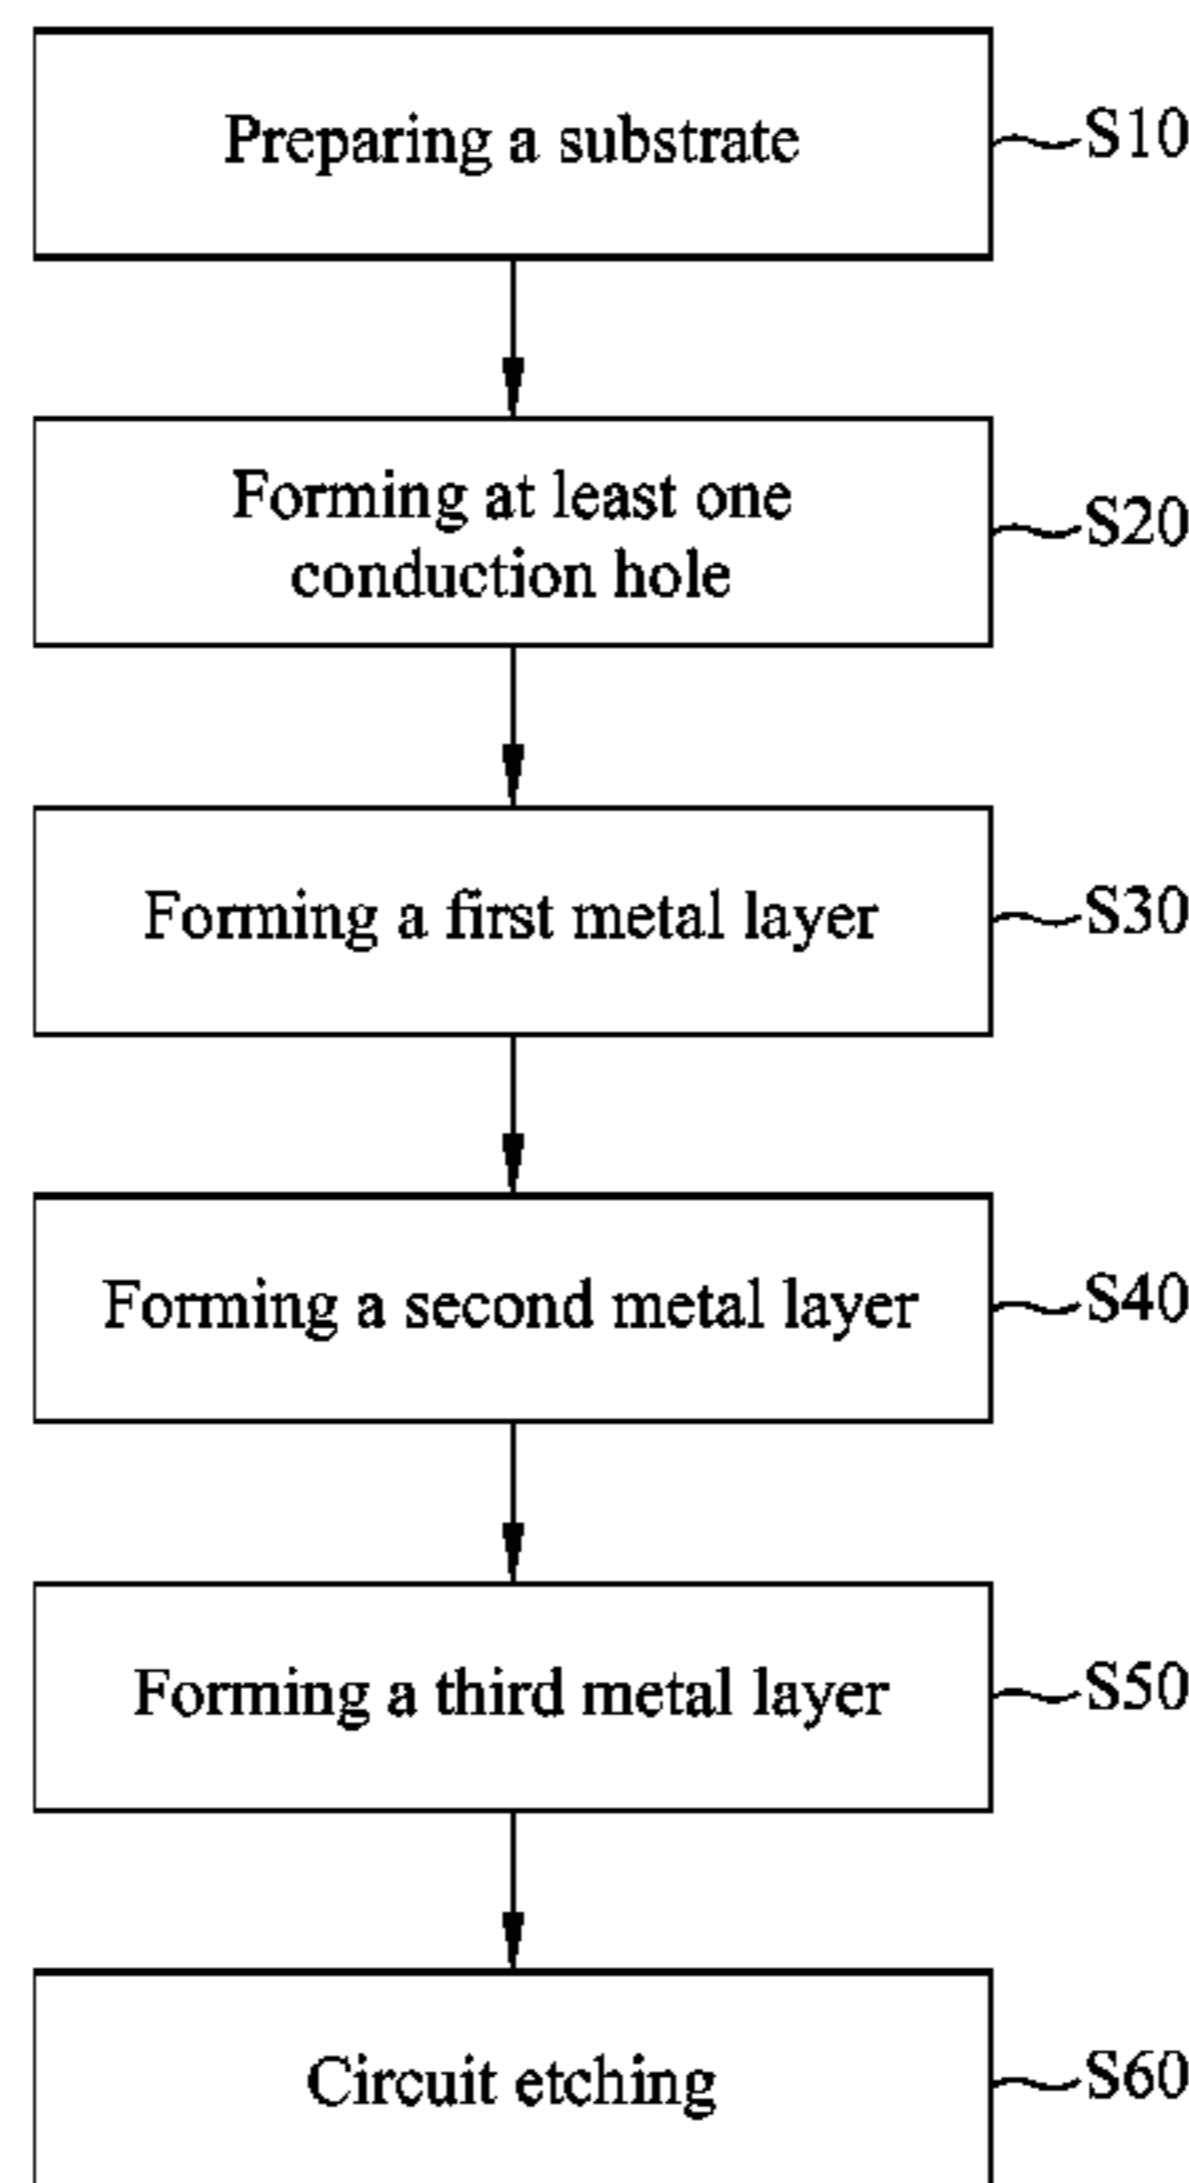 Preparing a substrate
S10
Forming at least one
conduction hole
S20
Forming a first metal layer
S30
Forming a second metal layer
S40
Forming a third metal layer
S50
Circuit etching
S60